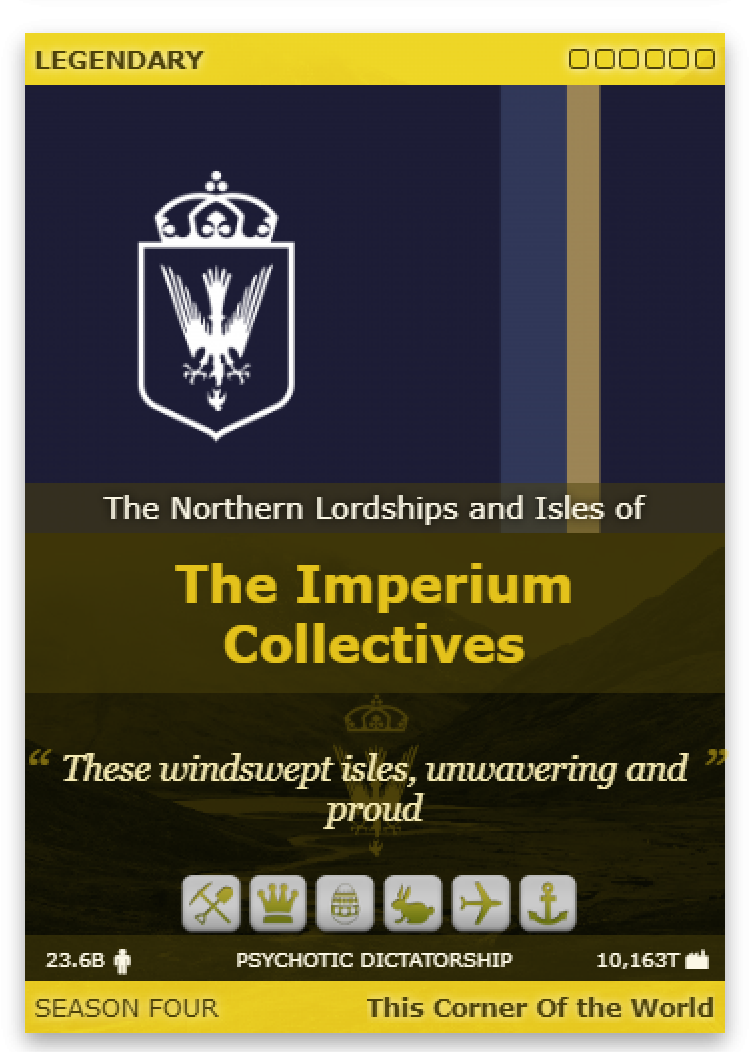 LEGENDARY
The Northern Lordships and Isles of
The Imperium
Collectives
“ These windswept isles, unwavering and ”
proud
23.6B PSYCHOTIC DICTATORSHIP 10,163T
SEASON FOUR This Corner Of the World